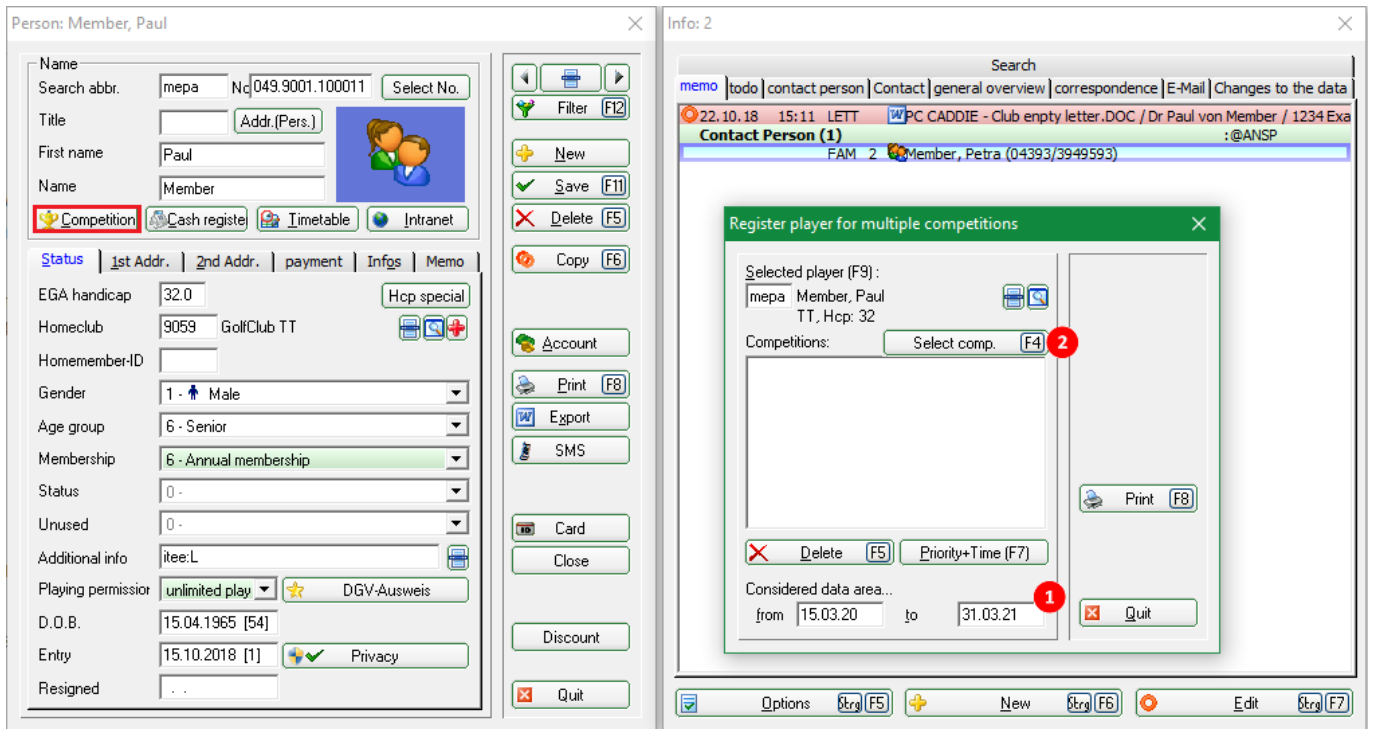 Person: Member, Paul
Name
Search abbr. mepa No 049.9001.100011 Select No.
Title Addr.(Pers.)
First name Paul
Name Member
Competition Cash registe Timetable Intranet
Status 1st Addr. 2nd Addr. payment Infos Memo
EGA handicap 32.0 Hcp special
Homeclub 9059 GolfClub TT
Homemember-ID
Gender 1 - Male
Age group 6 - Senior
Membership 6 - Annual membership
Status 0 -
Unused 0 -
Additional info itee:L
Playing permission unlimited play DGV-Ausweis
D.O.B. 15.04.1965 [54]
Entry 15.10.2018 [1] Privacy
Resigned . .
Filter F12
New
Save F11
Delete F5
Copy F6
Account
Print F8
Export
SMS
Card
Close
Discount
Quit
Info: 2
Search
memo todo contact person Contact general overview correspondence E-Mail Changes to the data
22.10.18 15:11 LETT PC CADDIE - Club enpty letter.DOC / Dr Paul von Member / 1234 Exa
Contact Person (1) :@ANSP
FAM 2 Member, Petra (04393/3949593)
Register player for multiple competitions
Selected player (F9) :
mepa Member, Paul
TT, Hcp: 32
Competitions: Select comp. F4 2
Delete F5 Priority+Time (F7)
Considered data area...
1
from 15.03.20 to 31.03.21
Print F8
Quit
Options Strg F5 New Strg F6 Edit Strg F7